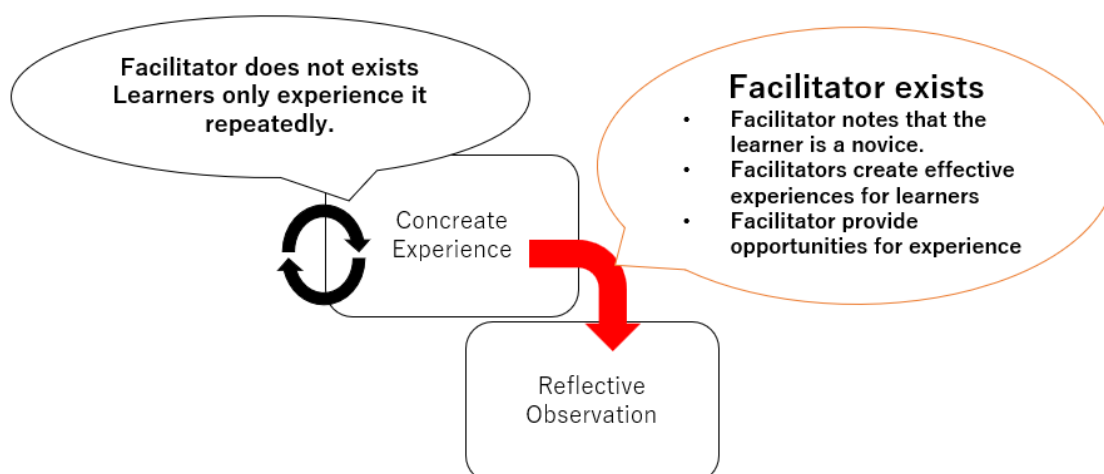 Facilitator does not exists
Learners only experience it
repeatedly.
Facilitator exists
• Facilitator notes that the
learner is a novice.
• Facilitators create effective
experiences for learners
• Facilitator provide
opportunities for experience
Concreate
Experience
Reflective
Observation